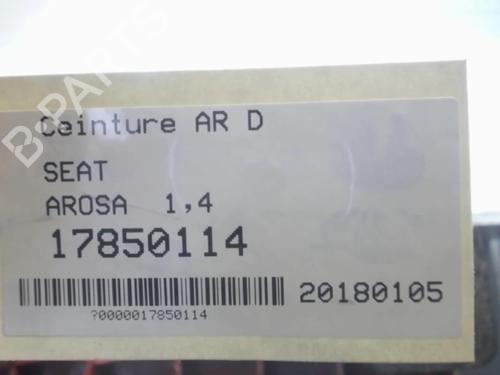 Ceinture AR D
SEAT
AROSA 1,4
17850114
20180105
?0000017850114
B-PARTS